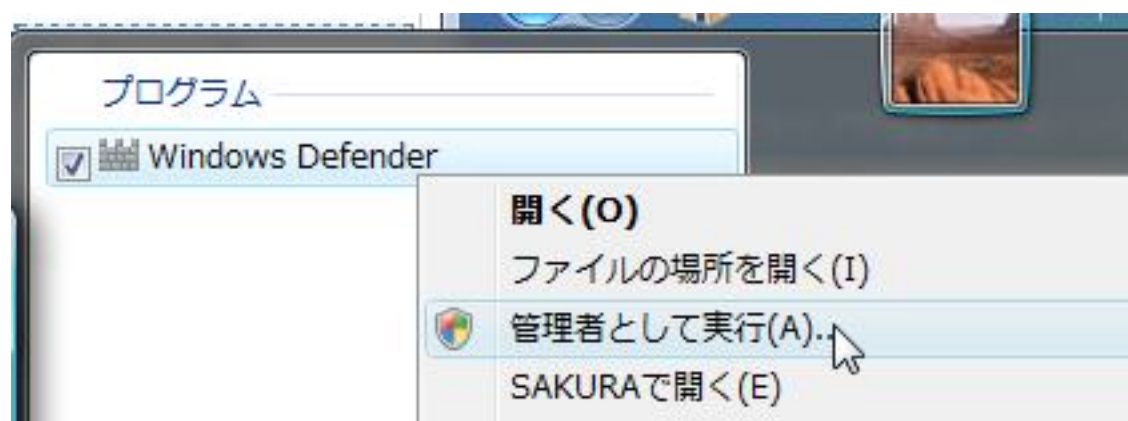 プログラム
Windows Defender
開く(O)
ファイルの場所を開く(I)
管理者として実行(A)...
SAKURAで開く(E)